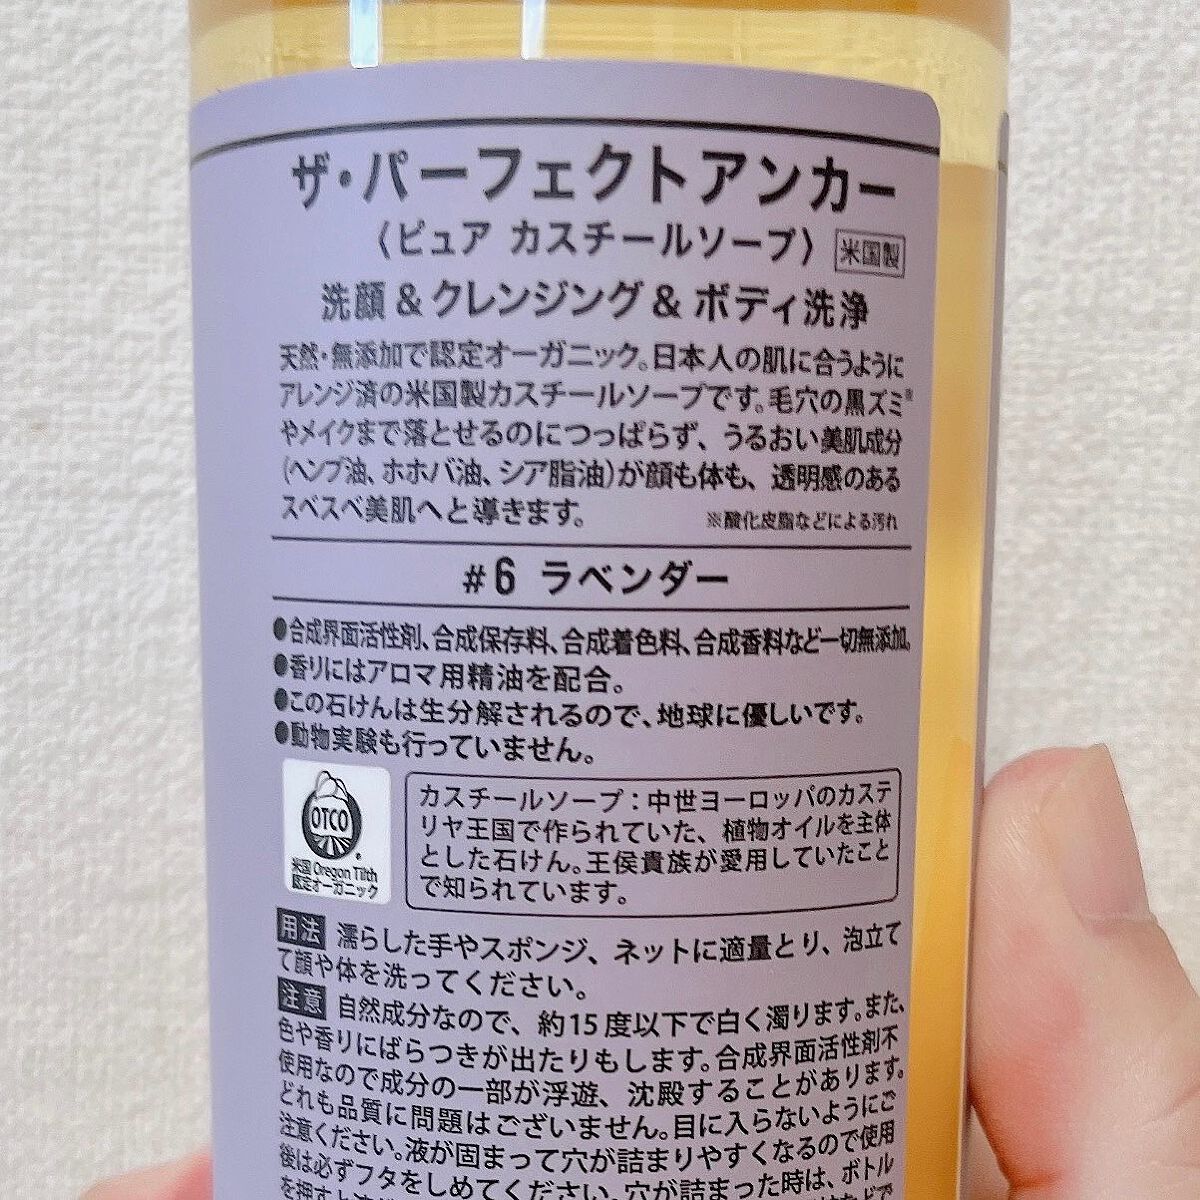 ザ・パーフェクトアンカー
〈ピュア カスチールソープ〉 米国製
洗顔&クレンジング&ボディ洗浄
天然・無添加で認定オーガニック。日本人の肌に合うように
アレンジ済の米国製カスチールソープです。毛穴の黒ズミ※
やメイクまで落とせるのにつっぱらず、うるおい美肌成分
(ヘンプ油、ホホバ油、シア脂油)が顔も体も、透明感のある
スベスベ美肌へと導きます。 ※酸化皮脂などによる汚れ
#6 ラベンダー
●合成界面活性剤、合成保存料、合成着色料、合成香料など一切無添加。
●香りにはアロマ用精油を配合。
●この石けんは生分解されるので、地球に優しいです。
●動物実験も行っていません。
OTCO
米国 Oregon Tilth
認定オーガニック
カスチールソープ:中世ヨーロッパのカステ
リヤ王国で作られていた、植物オイルを主体
とした石けん。王侯貴族が愛用していたこと
で知られています。
用法 濡らした手やスポンジ、ネットに適量とり、泡立て
て顔や体を洗ってください。
注意 自然成分なので、約15度以下で白く濁ります。また、
色や香りにばらつきが出たりもします。合成界面活性剤不
使用なので成分の一部が浮遊、沈殿することがあります。
どれも品質に問題はございません。目に入らないようにご
注意ください。液が固まって穴が詰まりやすくなるので使用
後は必ずフタをしめてください。穴が詰まった時は、ボトル
を押すと